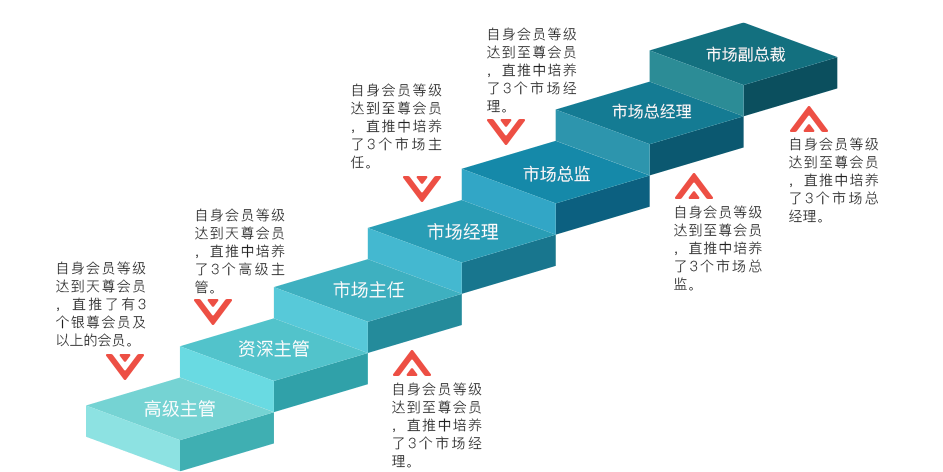 自身会员等级
达到至尊会员
，直推中培养
了3个市场经
理。
市场副总裁
自身会员等级
达到至尊会员
，直推中培养
了3个市场主
任。
市场总经理
自身会员等级
达到至尊会员
，直推中培养
了3个市场总
经理。
市场总监
自身会员等级
达到天尊会员
，直推中培养
了3个高级主
管。
市场经理
自身会员等级
达到至尊会员
，直推中培养
了3个市场总
监。
自身会员等级
达到天尊会员
，直推了有3
个银尊会员及
以上的会员。
市场主任
资深主管
自身会员等级
达到至尊会员
，直推中培养
了3个市场经
理。
高级主管